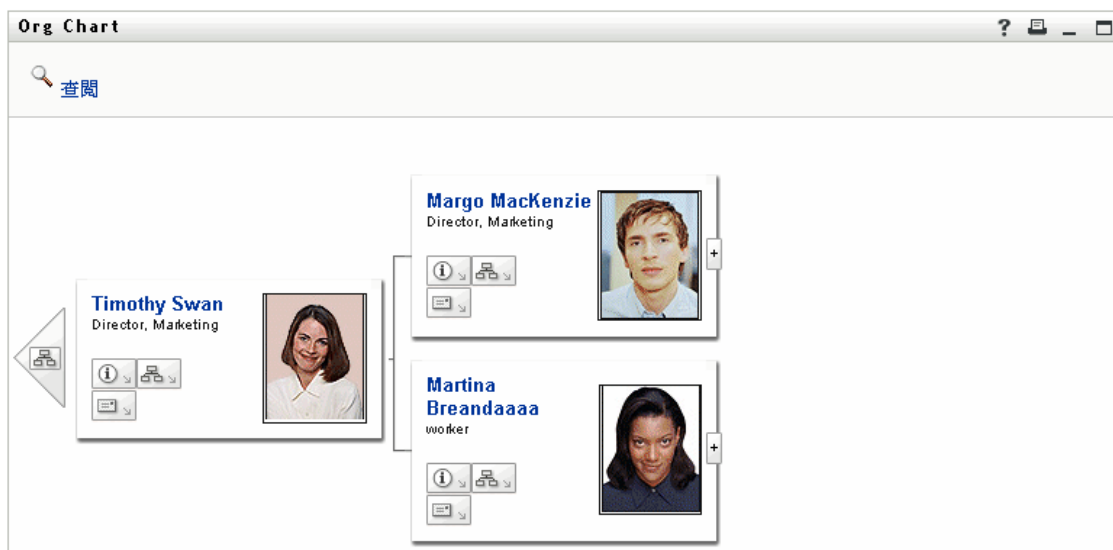 Org Chart
查閱
Margo MacKenzie
Director, Marketing
Timothy Swan
Director, Marketing
Martina
Breandaaaa
worker